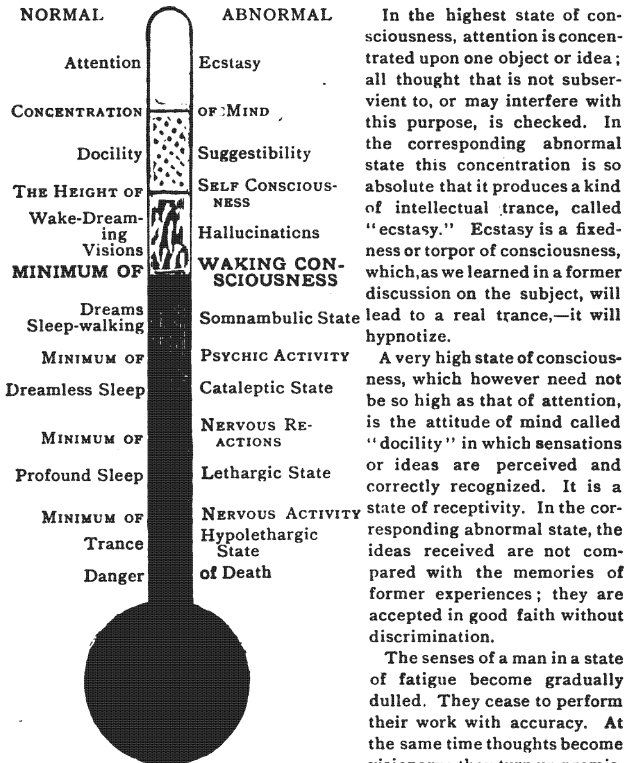 NORMAL ABNORMAL
Attention Ecstasy
CONCENTRATION OF MIND
Docility Suggestibility
THE HEIGHT OF SELF CONSCIOUS-
NESS
Wake-Dream-
ing
Visions
Hallucinations
MINIMUM OF WAKING CON-
SCIOUSNESS
Dreams
Sleep-walking
Somnambulic State
MINIMUM OF PSYCHIC ACTIVITY
Dreamless Sleep Cataleptic State
MINIMUM OF NERVOUS RE-
ACTIONS
Profound Sleep Lethargic State
MINIMUM OF NERVOUS ACTIVITY
Trance Hypolethargic
State
Danger of Death
In the highest state of con-
sciousness, attention is concen-
trated upon one object or idea;
all thought that is not subser-
vient to, or may interfere with
this purpose, is checked. In
the corresponding abnormal
state this concentration is so
absolute that it produces a kind
of intellectual trance, called
"ecstasy." Ecstasy is a fixed-
ness or torpor of consciousness,
which, as we learned in a former
discussion on the subject, will
lead to a real trance,—it will
hypnotize.
A very high state of conscious-
ness, which however need not
be so high as that of attention,
is the attitude of mind called
"docility" in which sensations
or ideas are perceived and
correctly recognized. It is a
state of receptivity. In the cor-
responding abnormal state, the
ideas received are not com-
pared with the memories of
former experiences; they are
accepted in good faith without
discrimination.
The senses of a man in a state
of fatigue become gradually
dulled. They cease to perform
their work with accuracy. At
the same time thoughts become